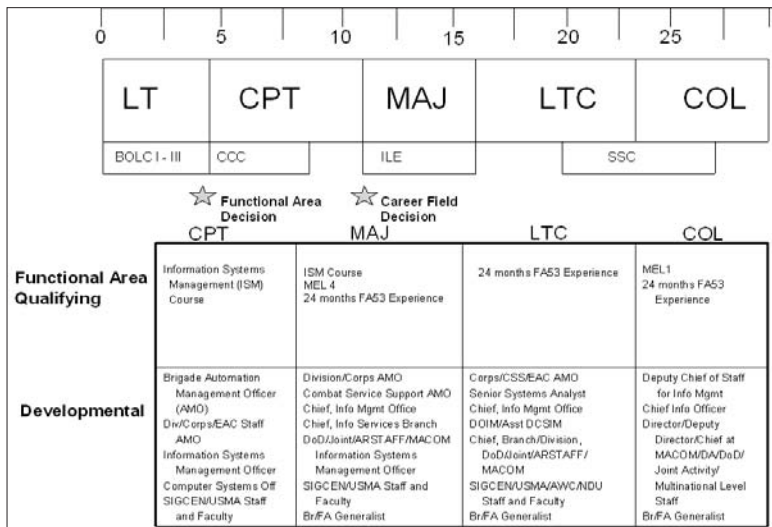 0 5 10 15 20 25
LT CPT MAJ LTC COL
BOLC I - III CCC ILE SSC
Functional Area
Decision
Career Field
Decision
CPT MAJ LTC COL
Functional Area
Qualifying
Information Systems
Management (ISM)
Course
ISM Course
MEL 4
24 months FA53 Experience
24 months FA53 Experience
MEL1
24 months FA53
Experience
Developmental
Brigade Automation
Management Officer
(AMO)
Div/Corps/EAC Staff
AMO
Information Systems
Management Officer
Computer Systems Off
SIGCEN/USMA Staff
and Faculty
Division/Corps AMO
Combat Service Support AMO
Chief, Info Mgmt Office
Chief, Info Services Branch
DoD/Joint/ARSTAFF/MACOM
Information Systems
Management Officer
SIGCEN/USMA Staff and
Faculty
Br/FA Generalist
Corps/CSS/EAC AMO
Senior Systems Analyst
Chief, Info Mgmt Office
DOIM/Asst DCSIM
Chief, Branch/Division,
DoD/Joint/ARSTAFF/
MACOM
SIGCEN/USMA/AWC/NDU
Staff and Faculty
Br/FA Generalist
Deputy Chief of Staff
for Info Mgmt
Chief Info Officer
Director/Deputy
Director/Chief at
MACOM/DA/DoD/
Joint Activity/
Multinational Level
Staff
Br/FA Generalist